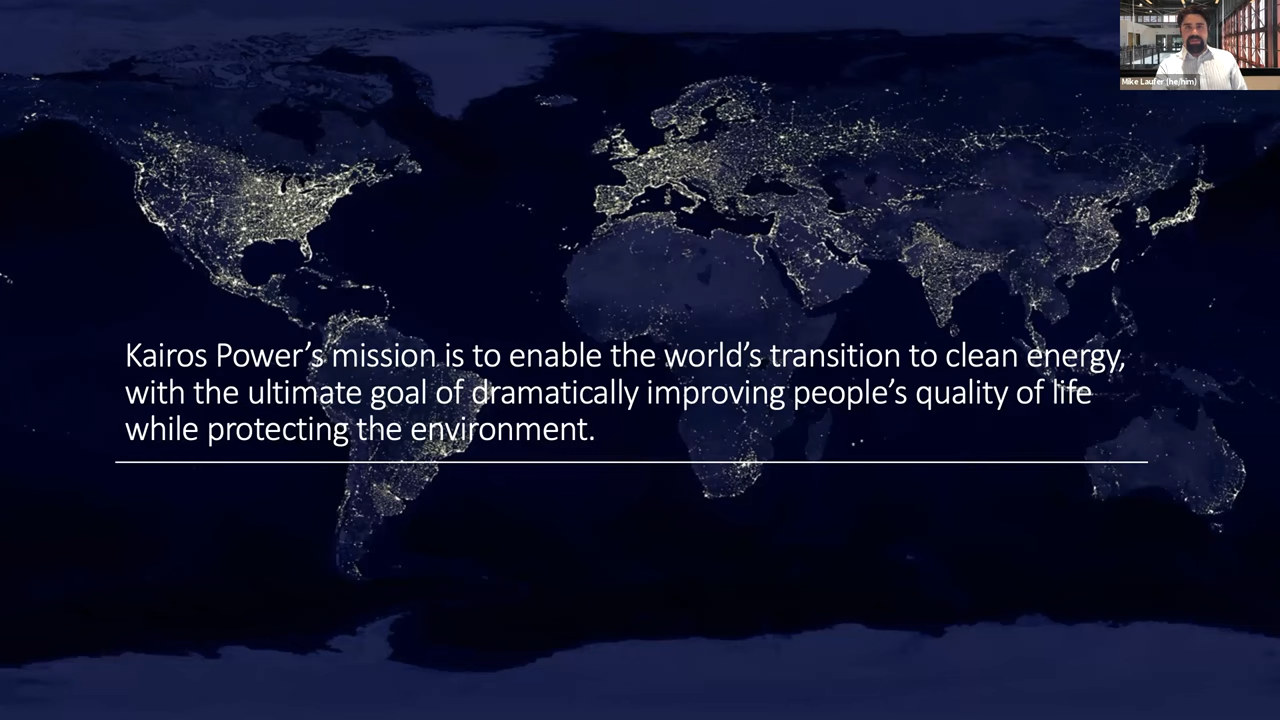 Mike Laufer (he/him)
Kairos Power’s mission is to enable the world’s transition to clean energy,
with the ultimate goal of dramatically improving people’s quality of life
while protecting the environment.